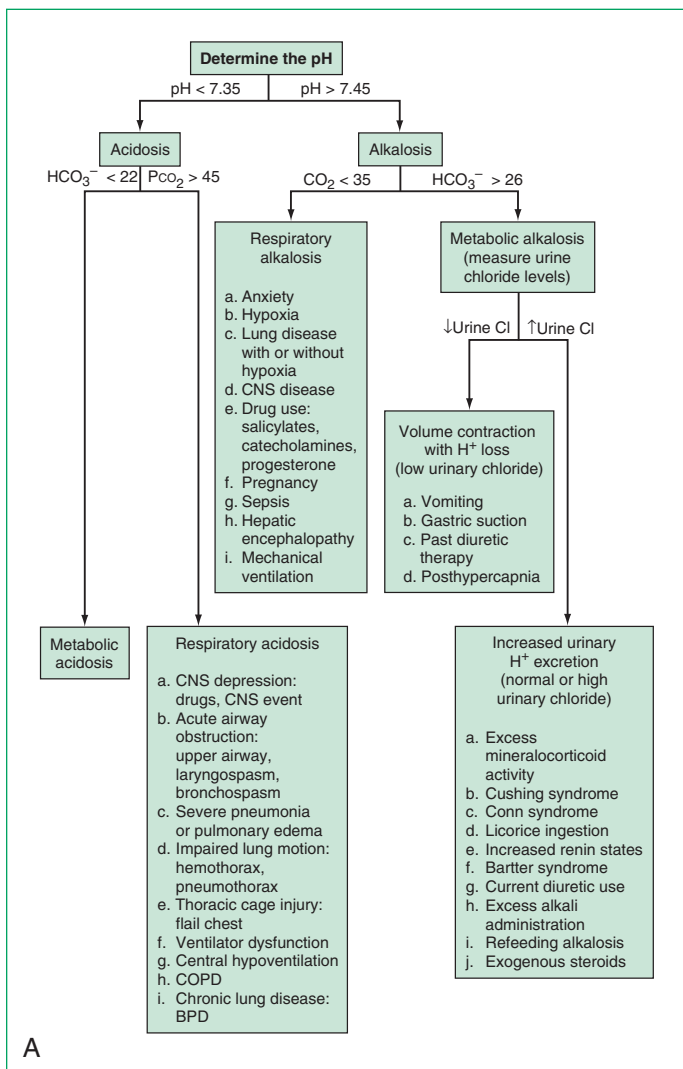 Determine the pH
pH < 7.35
pH > 7.45
Acidosis
Alkalosis
HCO₃⁻ < 22
Pco₂ > 45
CO₂ < 35
HCO₃⁻ > 26
Respiratory
alkalosis
a. Anxiety
b. Hypoxia
c. Lung disease
with or without
hypoxia
d. CNS disease
e. Drug use:
salicylates,
catecholamines,
progesterone
f. Pregnancy
g. Sepsis
h. Hepatic
encephalopathy
i. Mechanical
ventilation
Metabolic alkalosis
(measure urine
chloride levels)
↓Urine Cl
↑Urine Cl
Volume contraction
with H⁺ loss
(low urinary chloride)
a. Vomiting
b. Gastric suction
c. Past diuretic
therapy
d. Posthypercapnia
Metabolic
acidosis
Respiratory acidosis
a. CNS depression:
drugs, CNS event
b. Acute airway
obstruction:
upper airway,
laryngospasm,
bronchospasm
c. Severe pneumonia
or pulmonary edema
d. Impaired lung motion:
hemothorax,
pneumothorax
e. Thoracic cage injury:
flail chest
f. Ventilator dysfunction
g. Central hypoventilation
h. COPD
i. Chronic lung disease:
BPD
Increased urinary
H⁺ excretion
(normal or high
urinary chloride)
a. Excess
mineralocorticoid
activity
b. Cushing syndrome
c. Conn syndrome
d. Licorice ingestion
e. Increased renin states
f. Bartter syndrome
g. Current diuretic use
h. Excess alkali
administration
i. Refeeding alkalosis
j. Exogenous steroids
A